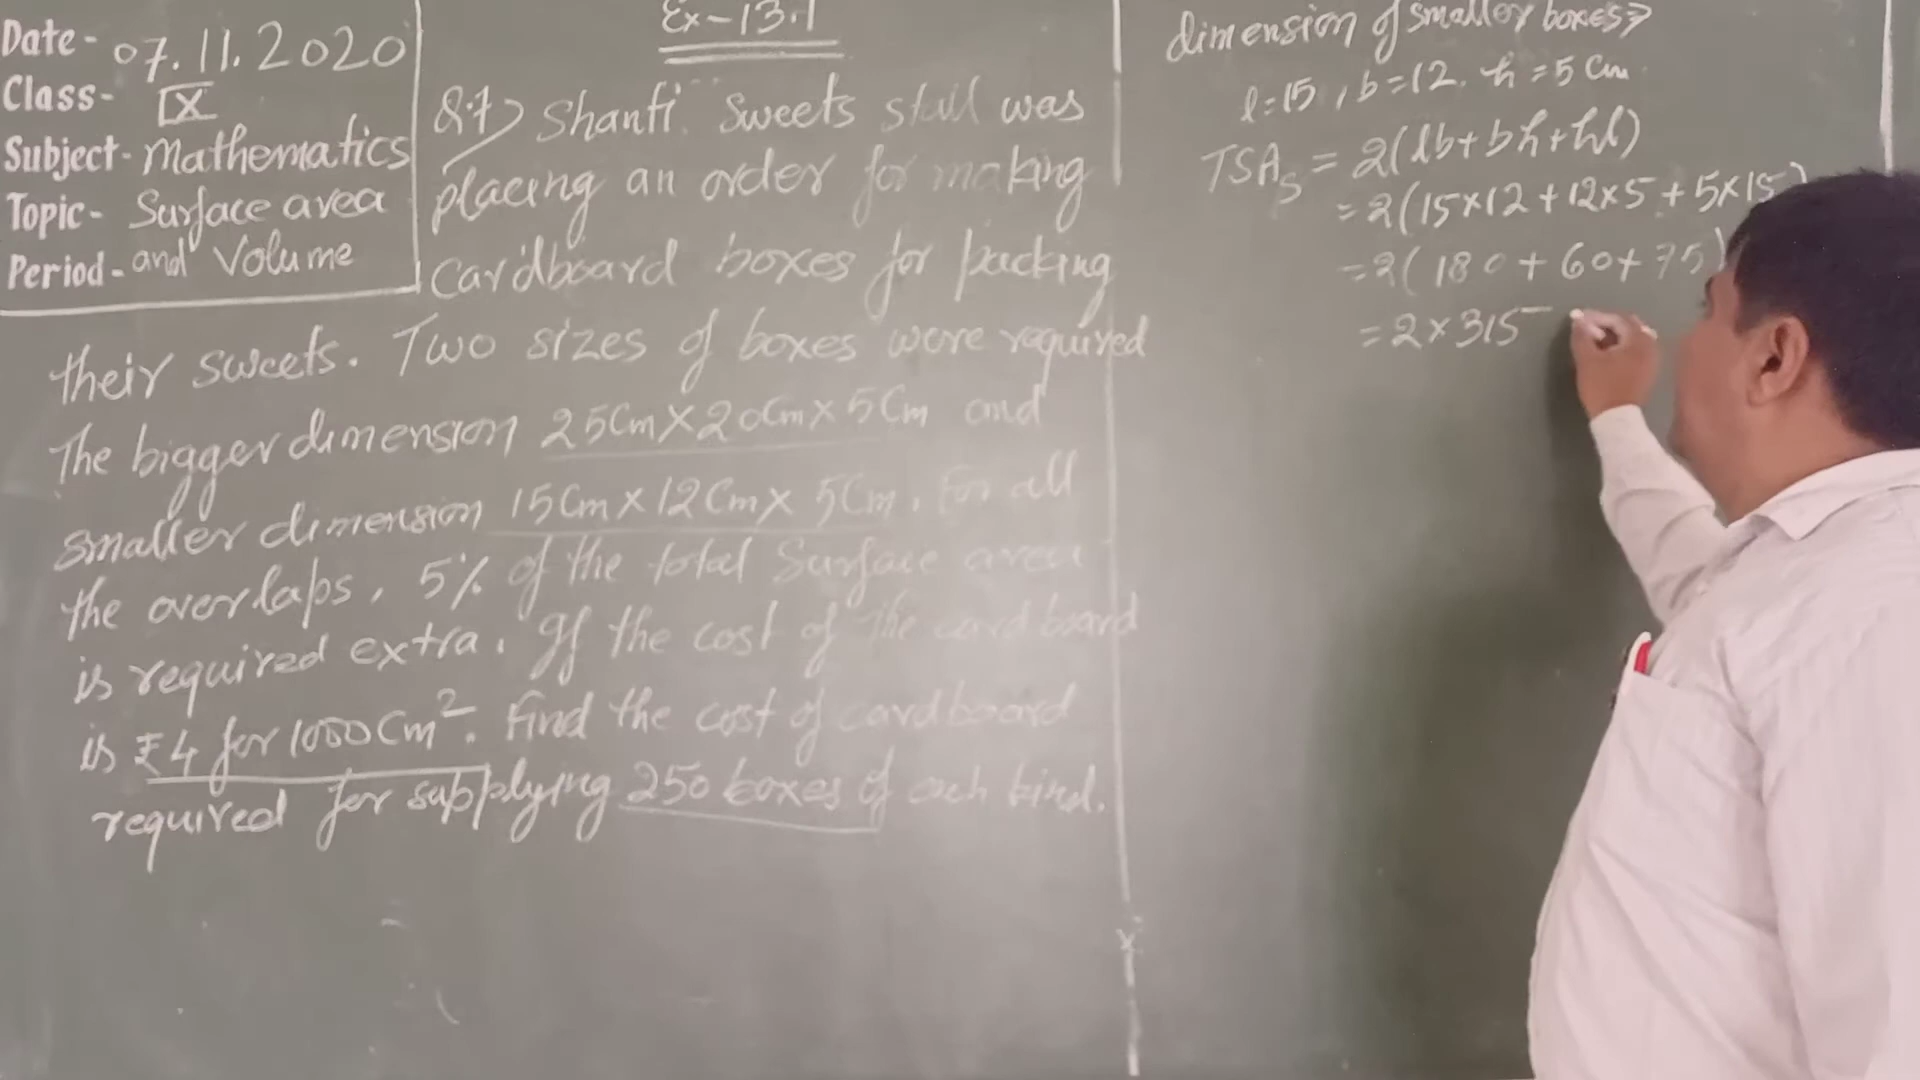 Date - 07.11.2020
Class - IX
Subject - Mathematics
Topic - Surface area
Period - and Volume
Ex-13.1
Q.7> Shanti Sweets stall was
placing an order for making
Cardboard boxes for packing
their sweets. Two sizes of boxes were required
The bigger dimension 25Cm×20Cm×5Cm and
smaller dimension 15Cm×12Cm×5Cm. For all
the overlaps, 5% of the total Surface area
is required extra. If the cost of the cardboard
is ₹4 for 1000Cm². Find the cost of cardboard
required for supplying 250 boxes of each kind.
dimension of smaller boxes⇒
l=15, b=12. h=5Cm
TSAs = 2(lb+bh+hl)
=2(15×12+12×5+5×15)
=2(180+60+75)
=2×315